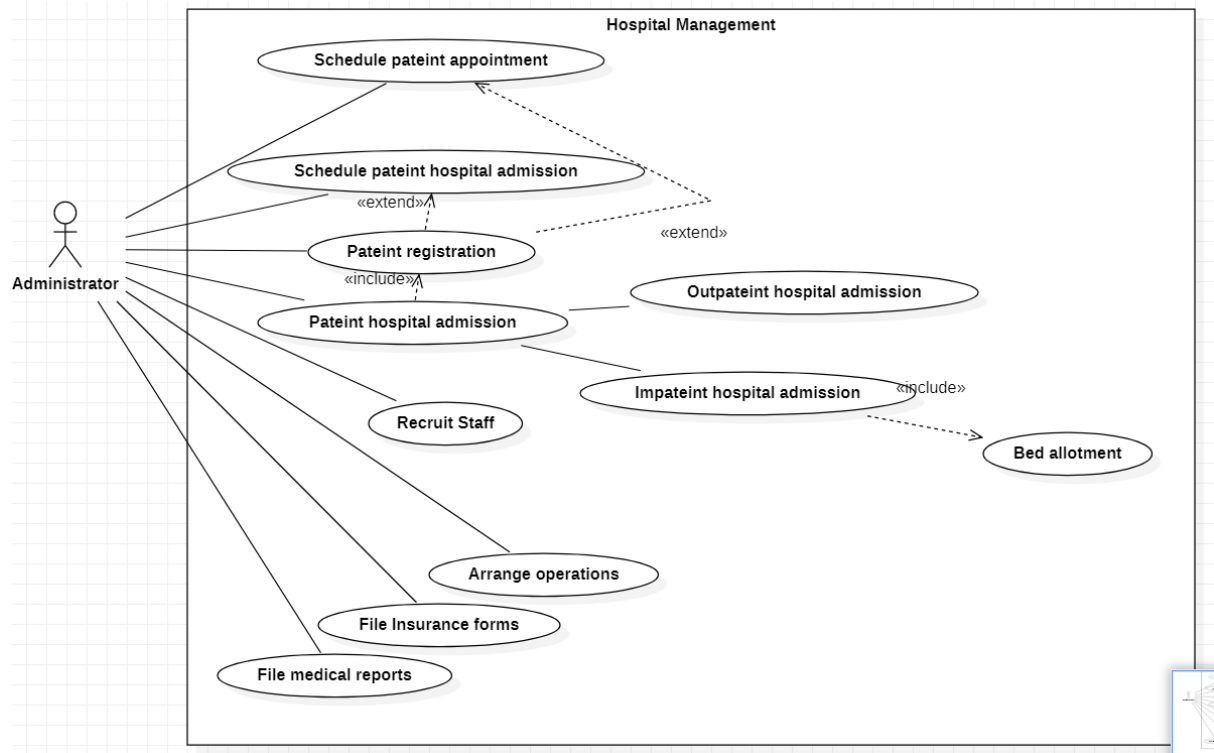 Hospital Management
Schedule pateint appointment
Schedule pateint hospital admission
«extend»
«extend»
Pateint registration
«include»
Administrator
Outpateint hospital admission
Pateint hospital admission
Impateint hospital admission
«include»
Recruit Staff
Bed allotment
Arrange operations
File Insurance forms
File medical reports